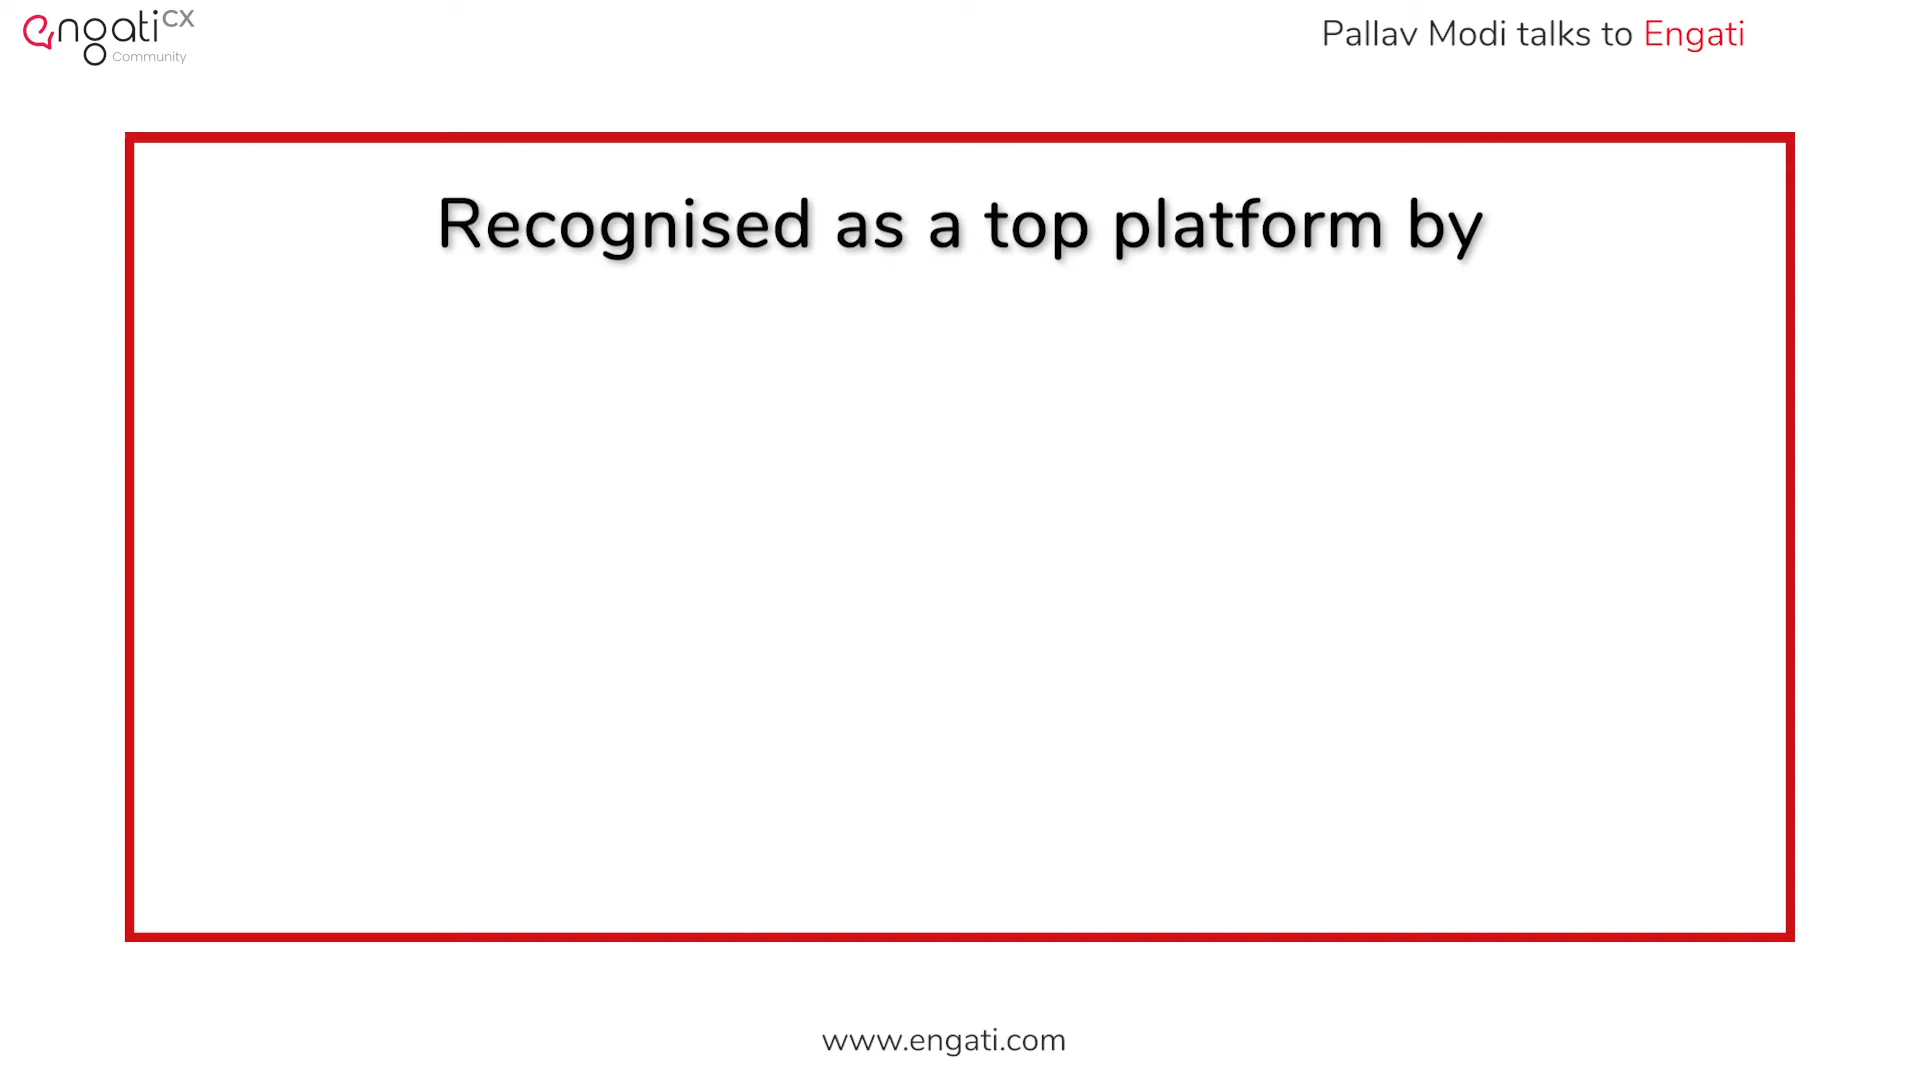 engati CX
Community
Pallav Modi talks to Engati
Recognised as a top platform by
www.engati.com